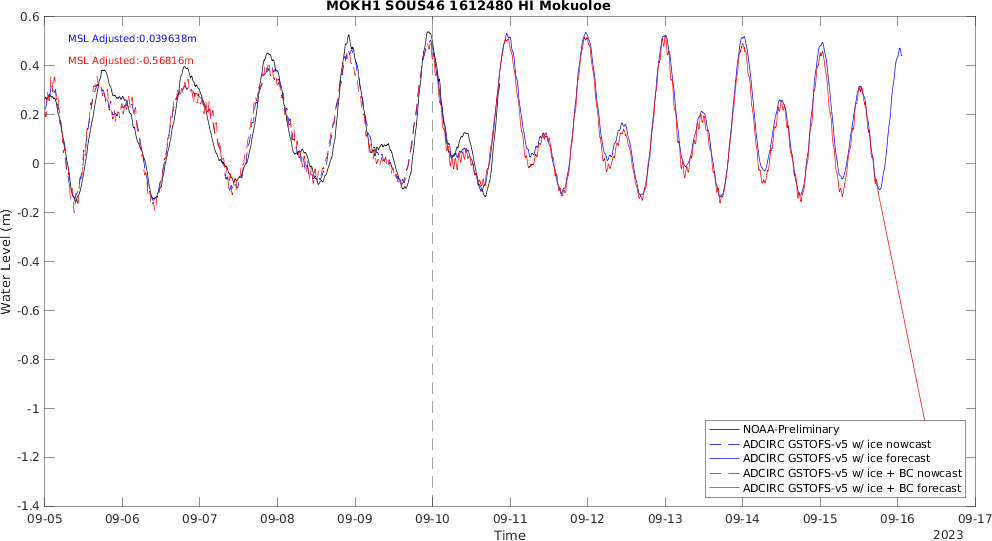 MOKH1 SOUS46 1612480 HI Mokuoloe
MSL Adjusted:0.039638m
MSL Adjusted:-0.56816m
0.6
0.4
0.2
0
-0.2
-0.4
-0.6
-0.8
-1
-1.2
-1.4
Water Level (m)
NOAA-Preliminary
ADCIRC GSTOFS-v5 w/ ice nowcast
ADCIRC GSTOFS-v5 w/ ice forecast
ADCIRC GSTOFS-v5 w/ ice + BC nowcast
ADCIRC GSTOFS-v5 w/ ice + BC forecast
09-05 09-06 09-07 09-08 09-09 09-10 09-11 09-12 09-13 09-14 09-15 09-16 09-17
Time
2023